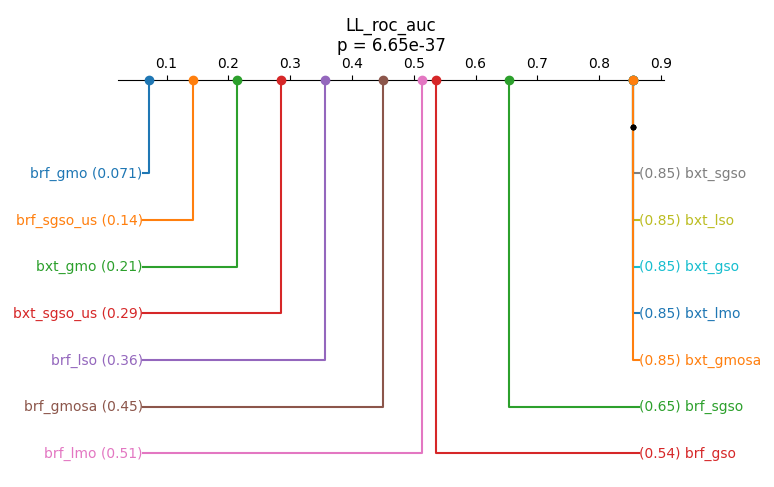 LL_roc_auc
p = 6.65e-37
0.1 0.2 0.3 0.4 0.5 0.6 0.7 0.8 0.9
brf_gmo (0.071) (0.85) bxt_sgso
brf_sgso_us (0.14) (0.85) bxt_lso
bxt_gmo (0.21) (0.85) bxt_gso
bxt_sgso_us (0.29) (0.85) bxt_lmo
brf_lso (0.36) (0.85) bxt_gmosa
brf_gmosa (0.45) (0.65) brf_sgso
brf_lmo (0.51) (0.54) brf_gso